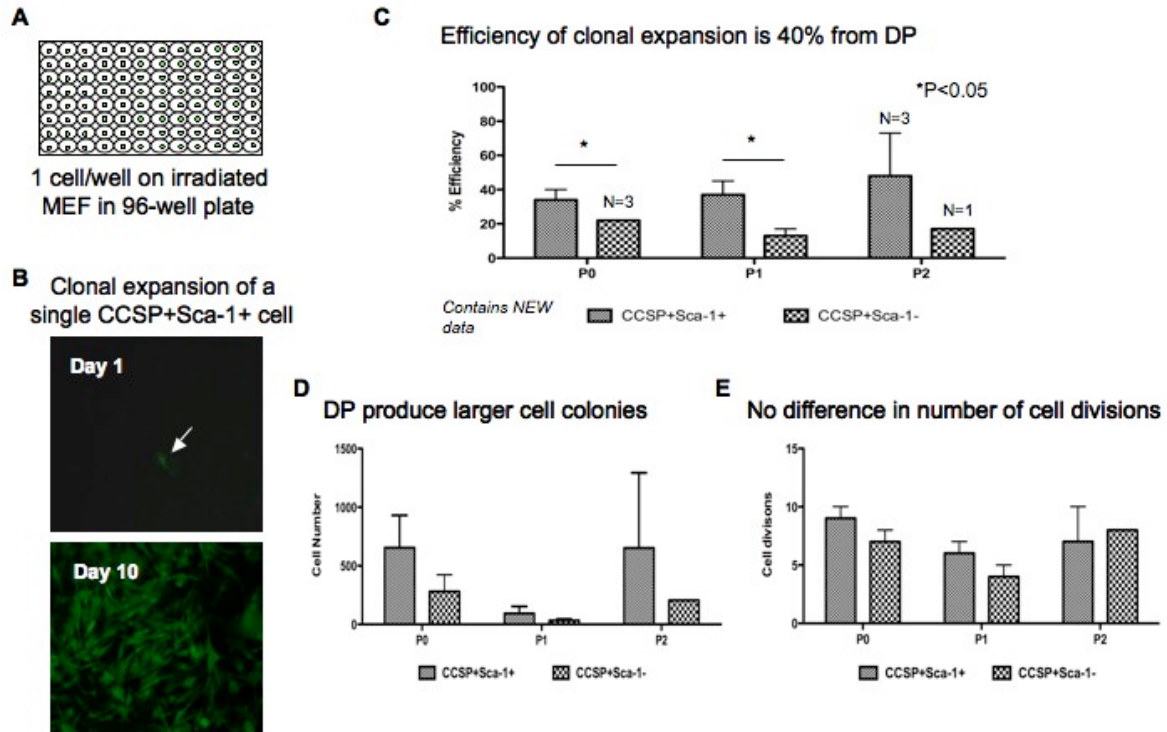 A
1 cell/well on irradiated
MEF in 96-well plate
B
Clonal expansion of a
single CCSP+Sca-1+ cell
Day 1
Day 10
C
Efficiency of clonal expansion is 40% from DP
*P<0.05
% Efficiency
100
80
60
40
20
0
*
N=3
*
N=3
N=1
P0
P1
P2
Contains NEW
data
CCSP+Sca-1+
CCSP+Sca-1-
D
DP produce larger cell colonies
Cell Number
1500
1000
500
0
P0
P1
P2
CCSP+Sca-1+
CCSP+Sca-1-
E
No difference in number of cell divisions
Cell divisons
15
10
5
0
P0
P1
P2
CCSP+Sca-1+
CCSP+Sca-1-